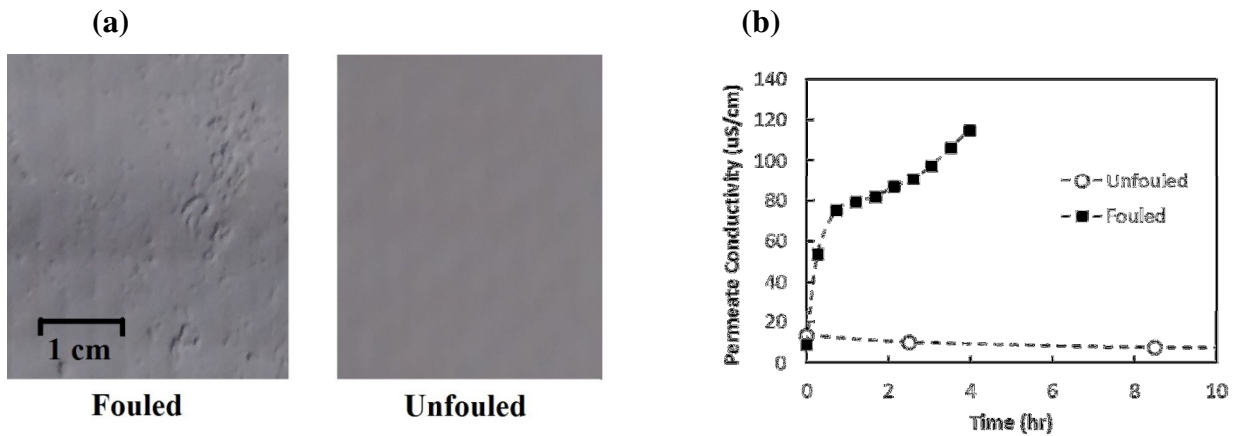 (a)
1 cm
Fouled
Unfouled
(b)
Permeate Conductivity (uS/cm)
140
120
100
80
60
40
20
0
0 2 4 6 8 10
Time (hr)
Unfouled
Fouled